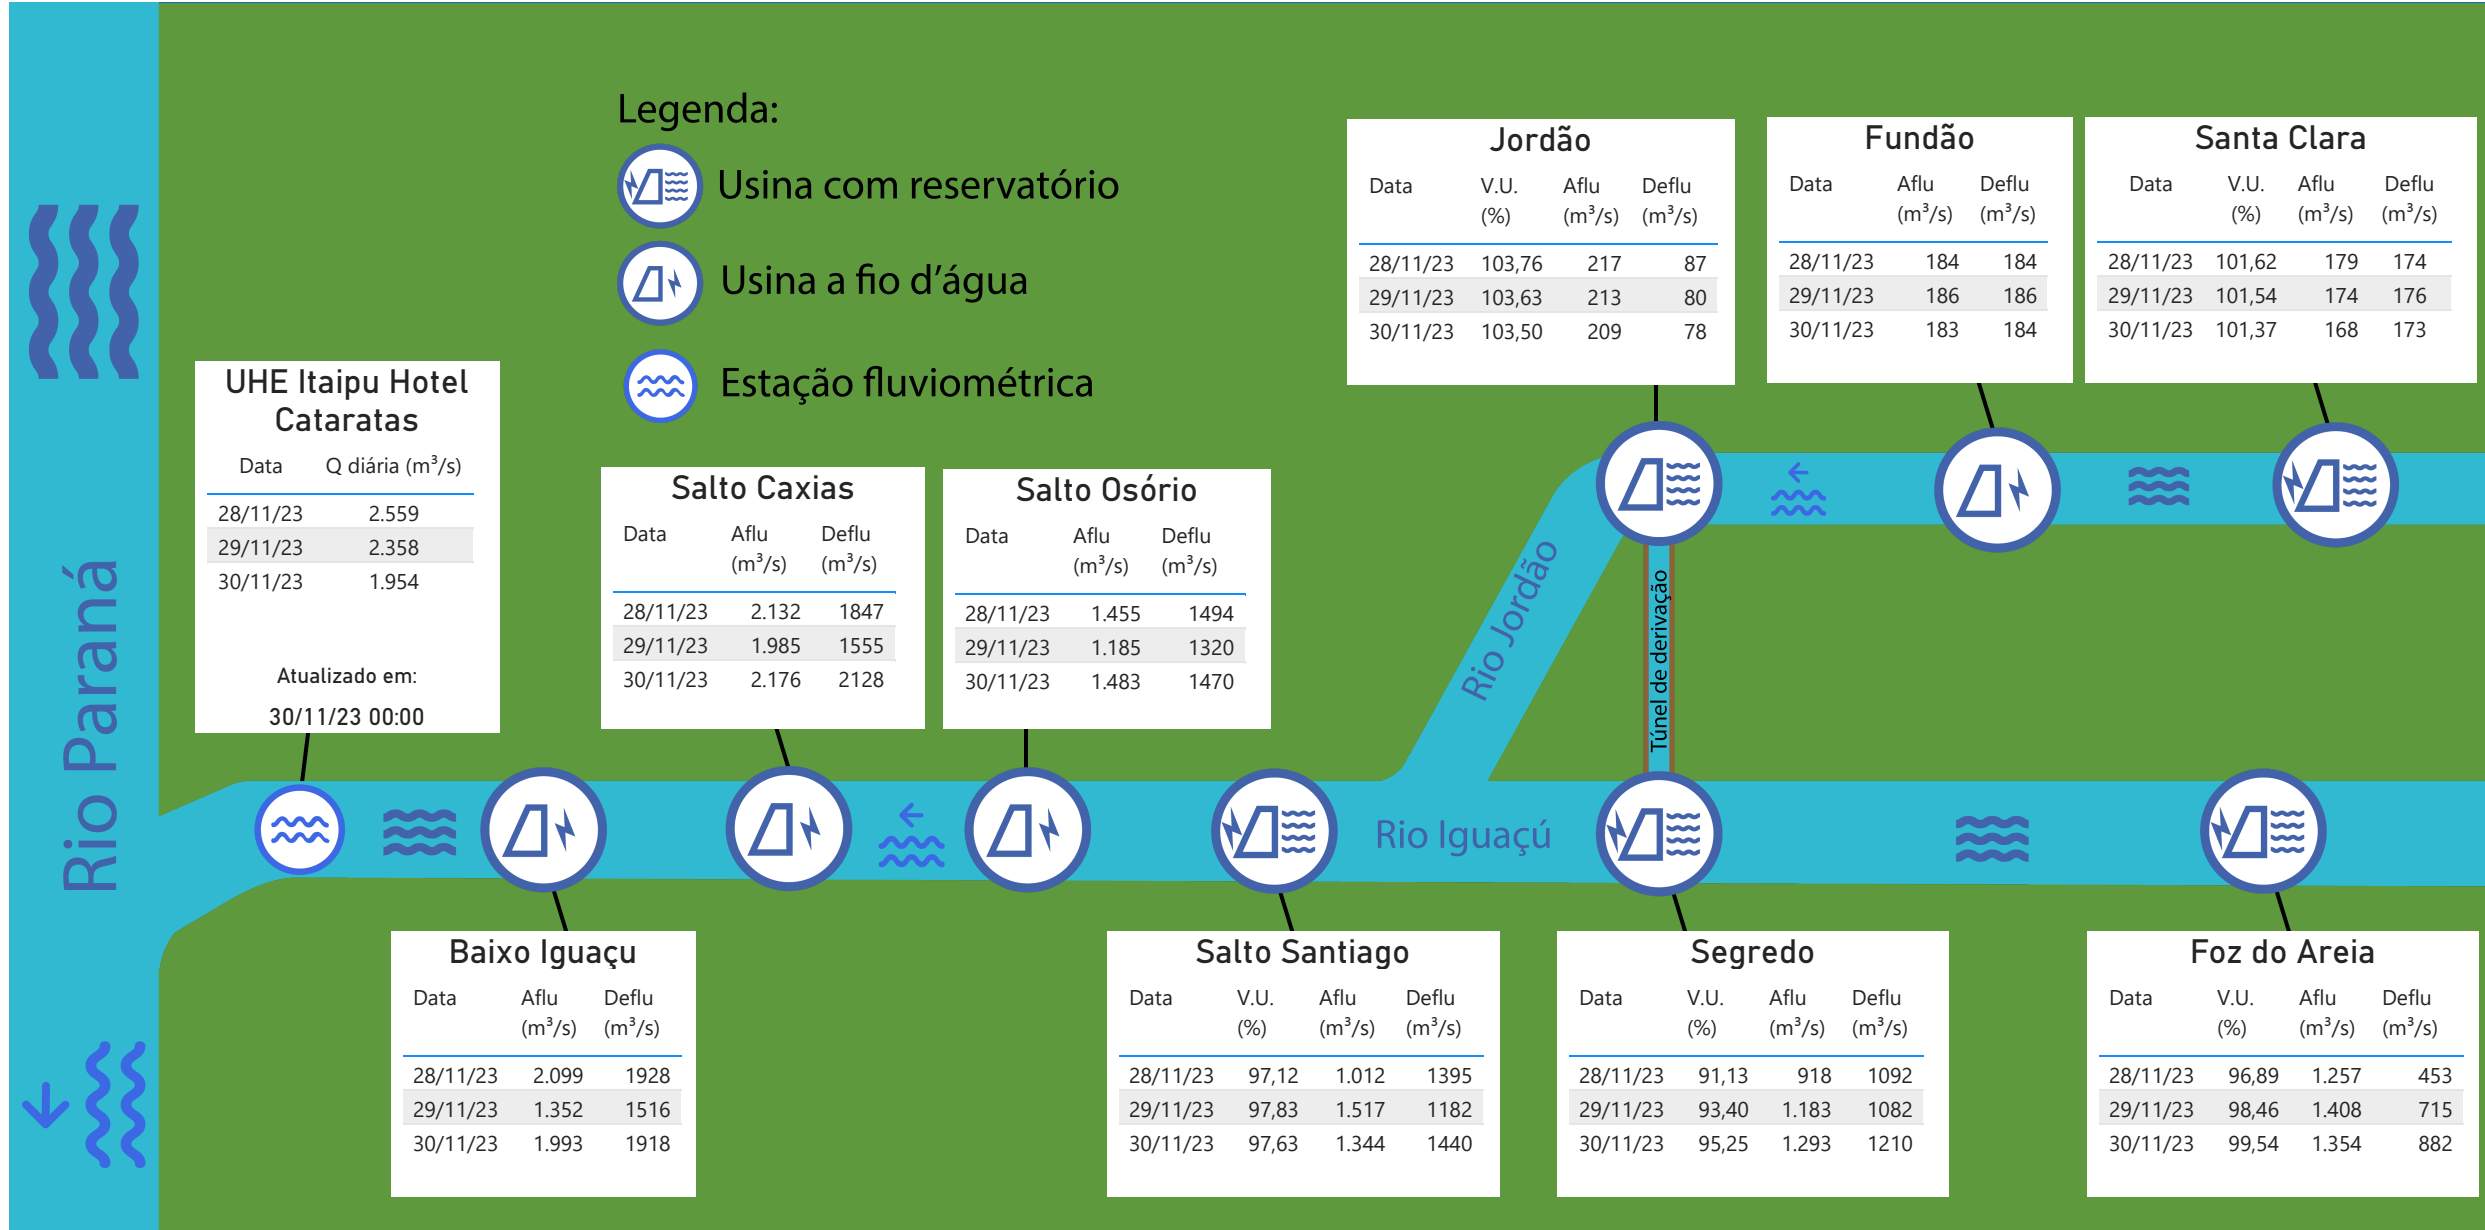 Legenda:
Usina com reservatório
Usina a fio d’água
Estação fluviométrica
Jordão
Data V.U. (%) Aflu (m³/s) Deflu (m³/s)
28/11/23 103,76 217 87
29/11/23 103,63 213 80
30/11/23 103,50 209 78
Fundão
Data Aflu (m³/s) Deflu (m³/s)
28/11/23 184 184
29/11/23 186 186
30/11/23 183 184
Santa Clara
Data V.U. (%) Aflu (m³/s) Deflu (m³/s)
28/11/23 101,62 179 174
29/11/23 101,54 174 176
30/11/23 101,37 168 173
UHE Itaipu Hotel
Cataratas
Data Q diária (m³/s)
28/11/23 2.559
29/11/23 2.358
30/11/23 1.954
Atualizado em:
30/11/23 00:00
Salto Caxias
Data Aflu (m³/s) Deflu (m³/s)
28/11/23 2.132 1847
29/11/23 1.985 1555
30/11/23 2.176 2128
Salto Osório
Data Aflu (m³/s) Deflu (m³/s)
28/11/23 1.455 1494
29/11/23 1.185 1320
30/11/23 1.483 1470
Rio Paraná
Rio Jordão
Túnel de derivação
Rio Iguaçú
Baixo Iguaçu
Data Aflu (m³/s) Deflu (m³/s)
28/11/23 2.099 1928
29/11/23 1.352 1516
30/11/23 1.993 1918
Salto Santiago
Data V.U. (%) Aflu (m³/s) Deflu (m³/s)
28/11/23 97,12 1.012 1395
29/11/23 97,83 1.517 1182
30/11/23 97,63 1.344 1440
Segredo
Data V.U. (%) Aflu (m³/s) Deflu (m³/s)
28/11/23 91,13 918 1092
29/11/23 93,40 1.183 1082
30/11/23 95,25 1.293 1210
Foz do Areia
Data V.U. (%) Aflu (m³/s) Deflu (m³/s)
28/11/23 96,89 1.257 453
29/11/23 98,46 1.408 715
30/11/23 99,54 1.354 882